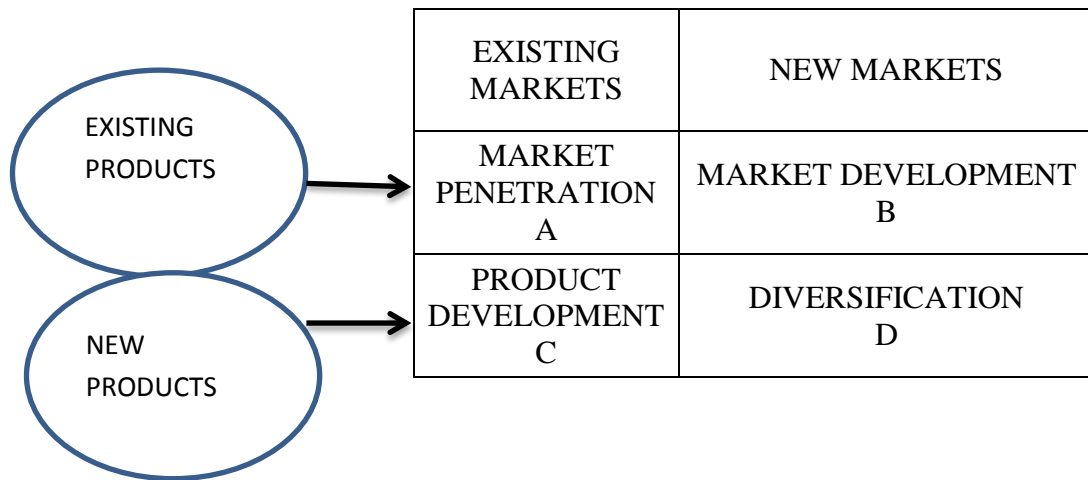 EXISTING
MARKETS
NEW MARKETS
EXISTING
PRODUCTS
MARKET
PENETRATION
A
MARKET DEVELOPMENT
B
NEW
PRODUCTS
PRODUCT
DEVELOPMENT
C
DIVERSIFICATION
D